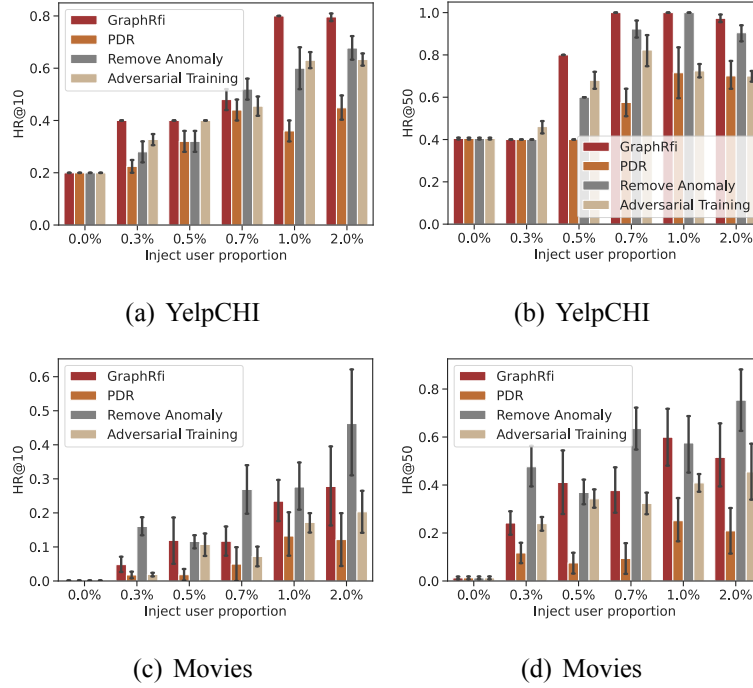 HR@10
0.8
0.6
0.4
0.2
0.0
GraphRfi
PDR
Remove Anomaly
Adversarial Training
0.0% 0.3% 0.5% 0.7% 1.0% 2.0%
Inject user proportion
(a) YelpCHI
HR@50
1.0
0.8
0.6
0.4
0.2
0.0
GraphRfi
PDR
Remove Anomaly
Adversarial Training
0.0% 0.3% 0.5% 0.7% 1.0% 2.0%
Inject user proportion
(b) YelpCHI
HR@10
0.6
0.5
0.4
0.3
0.2
0.1
0.0
GraphRfi
PDR
Remove Anomaly
Adversarial Training
0.0% 0.3% 0.5% 0.7% 1.0% 2.0%
Inject user proportion
(c) Movies
HR@50
0.8
0.6
0.4
0.2
0.0
GraphRfi
PDR
Remove Anomaly
Adversarial Training
0.0% 0.3% 0.5% 0.7% 1.0% 2.0%
Inject user proportion
(d) Movies